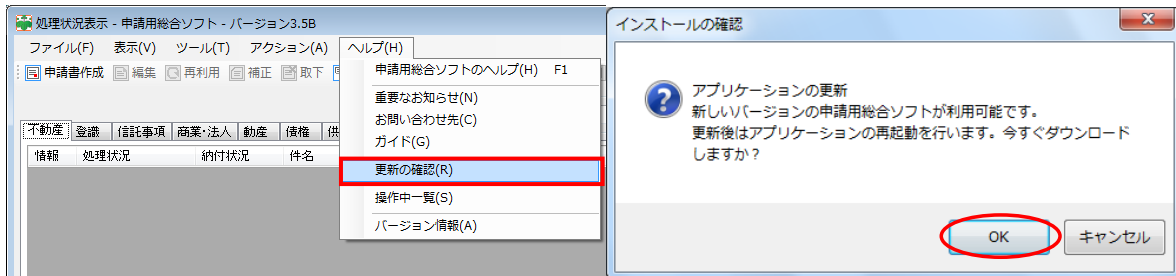 処理状況表示 - 申請用総合ソフト - バージョン3.5B
ファイル(F) 表示(V) ツール(T) アクション(A) ヘルプ(H)
申請書作成 編集 再利用 補正 取下
申請用総合ソフトのヘルプ(H) F1
重要なお知らせ(N)
お問い合わせ先(C)
ガイド(G)
更新の確認(R)
操作中一覧(S)
バージョン情報(A)
不動産 登識 信託事項 商業・法人 動産 債権 供
情報 処理状況 納付状況 件名
インストールの確認
アプリケーションの更新
新しいバージョンの申請用総合ソフトが利用可能です。
更新後はアプリケーションの再起動を行います。今すぐダウンロード
しますか？
OK キャンセル